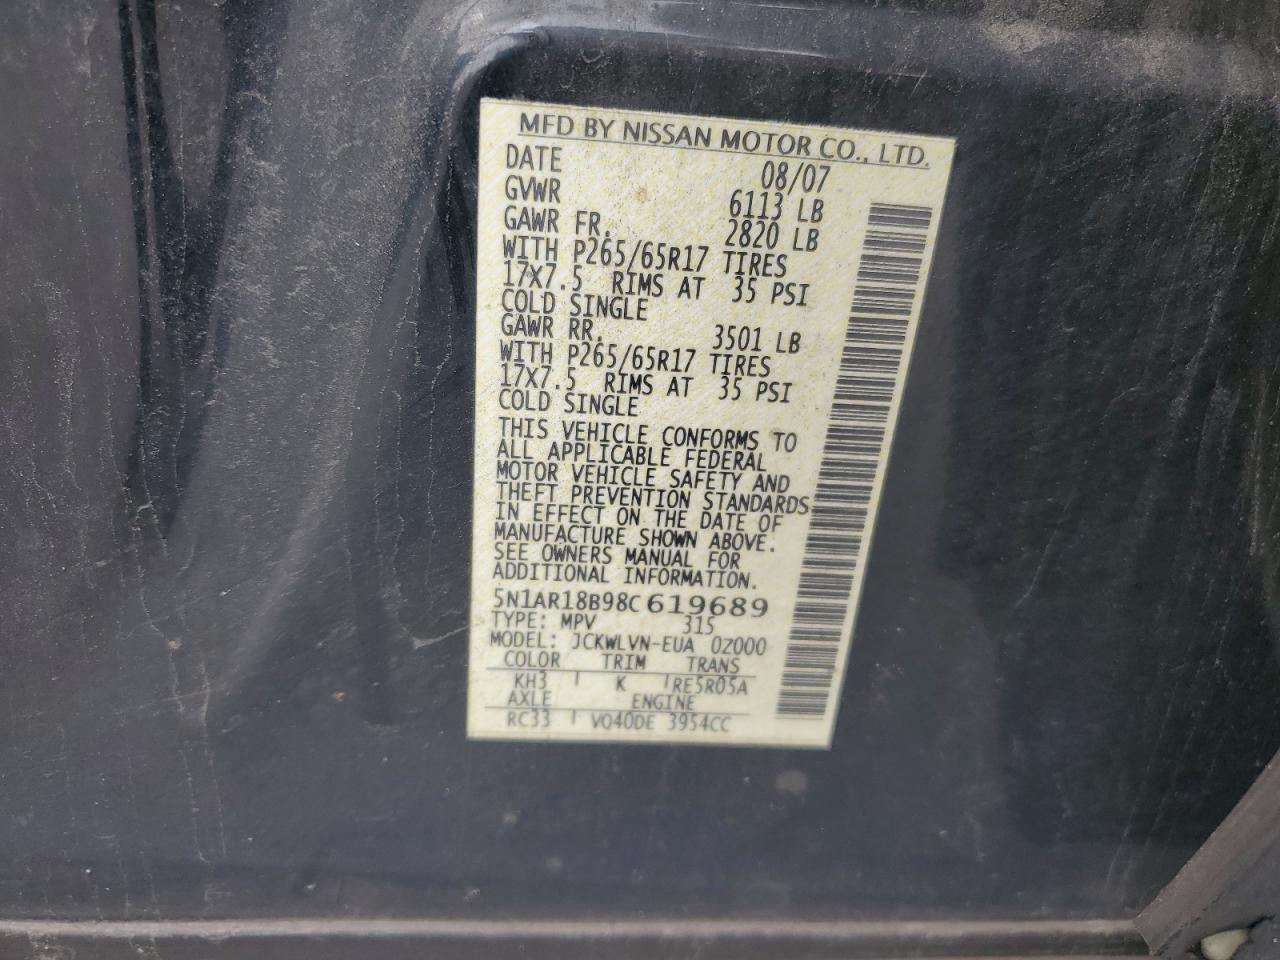 MFD BY NISSAN MOTOR CO., LTD.
DATE 08/07
GVWR 6113 LB
GAWR FR. 2820 LB
WITH P265/65R17 TIRES
17X7.5 RIMS AT 35 PSI
COLD SINGLE
GAWR RR. 3501 LB
WITH P265/65R17 TIRES
17X7.5 RIMS AT 35 PSI
COLD SINGLE
THIS VEHICLE CONFORMS TO
ALL APPLICABLE FEDERAL
MOTOR VEHICLE SAFETY AND
THEFT PREVENTION STANDARDS
IN EFFECT ON THE DATE OF
MANUFACTURE SHOWN ABOVE.
SEE OWNERS MANUAL FOR
ADDITIONAL INFORMATION.
5N1AR18B98C619689
TYPE: MPV 315
MODEL: JCKWLVN-EUA 0Z000
COLOR TRIM TRANS
KH3 K RE5R05A
AXLE ENGINE
RC33 VQ40DE 3954CC